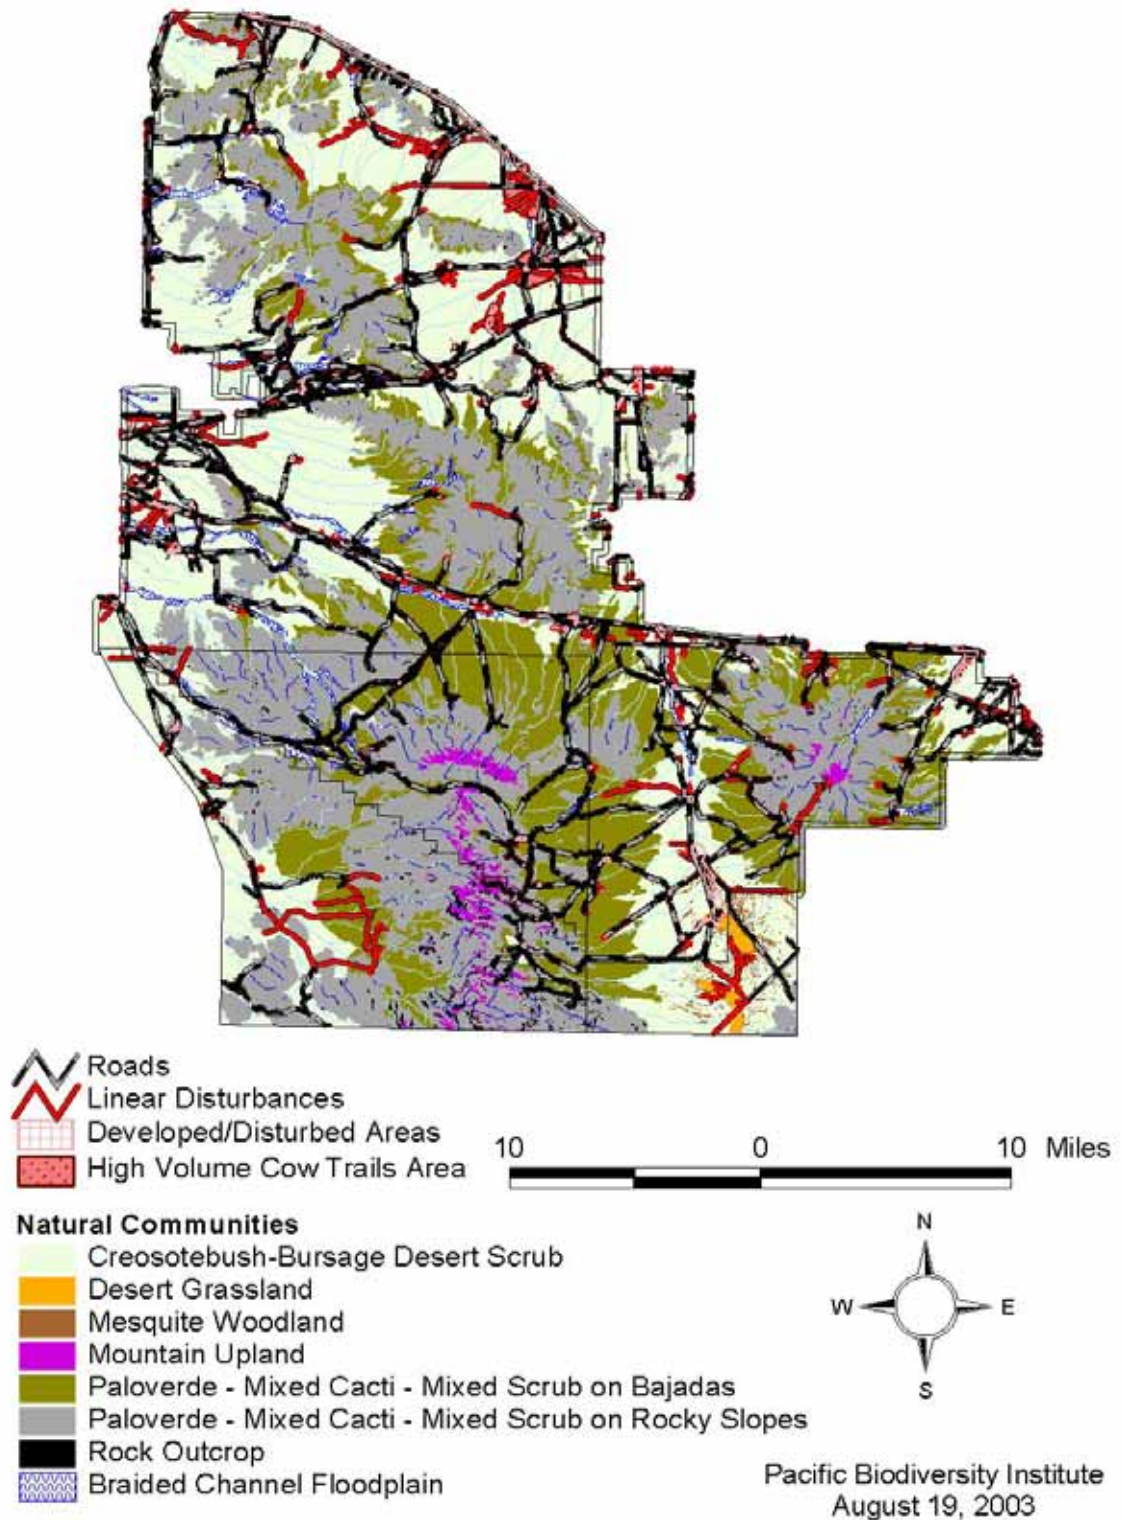 Roads
Linear Disturbances
Developed/Disturbed Areas
High Volume Cow Trails Area
10 0 10 Miles
Natural Communities
Creosotebush-Bursage Desert Scrub
Desert Grassland
Mesquite Woodland
Mountain Upland
Paloverde - Mixed Cacti - Mixed Scrub on Bajadas
Paloverde - Mixed Cacti - Mixed Scrub on Rocky Slopes
Rock Outcrop
Braided Channel Floodplain
N
W E
S
Pacific Biodiversity Institute
August 19, 2003